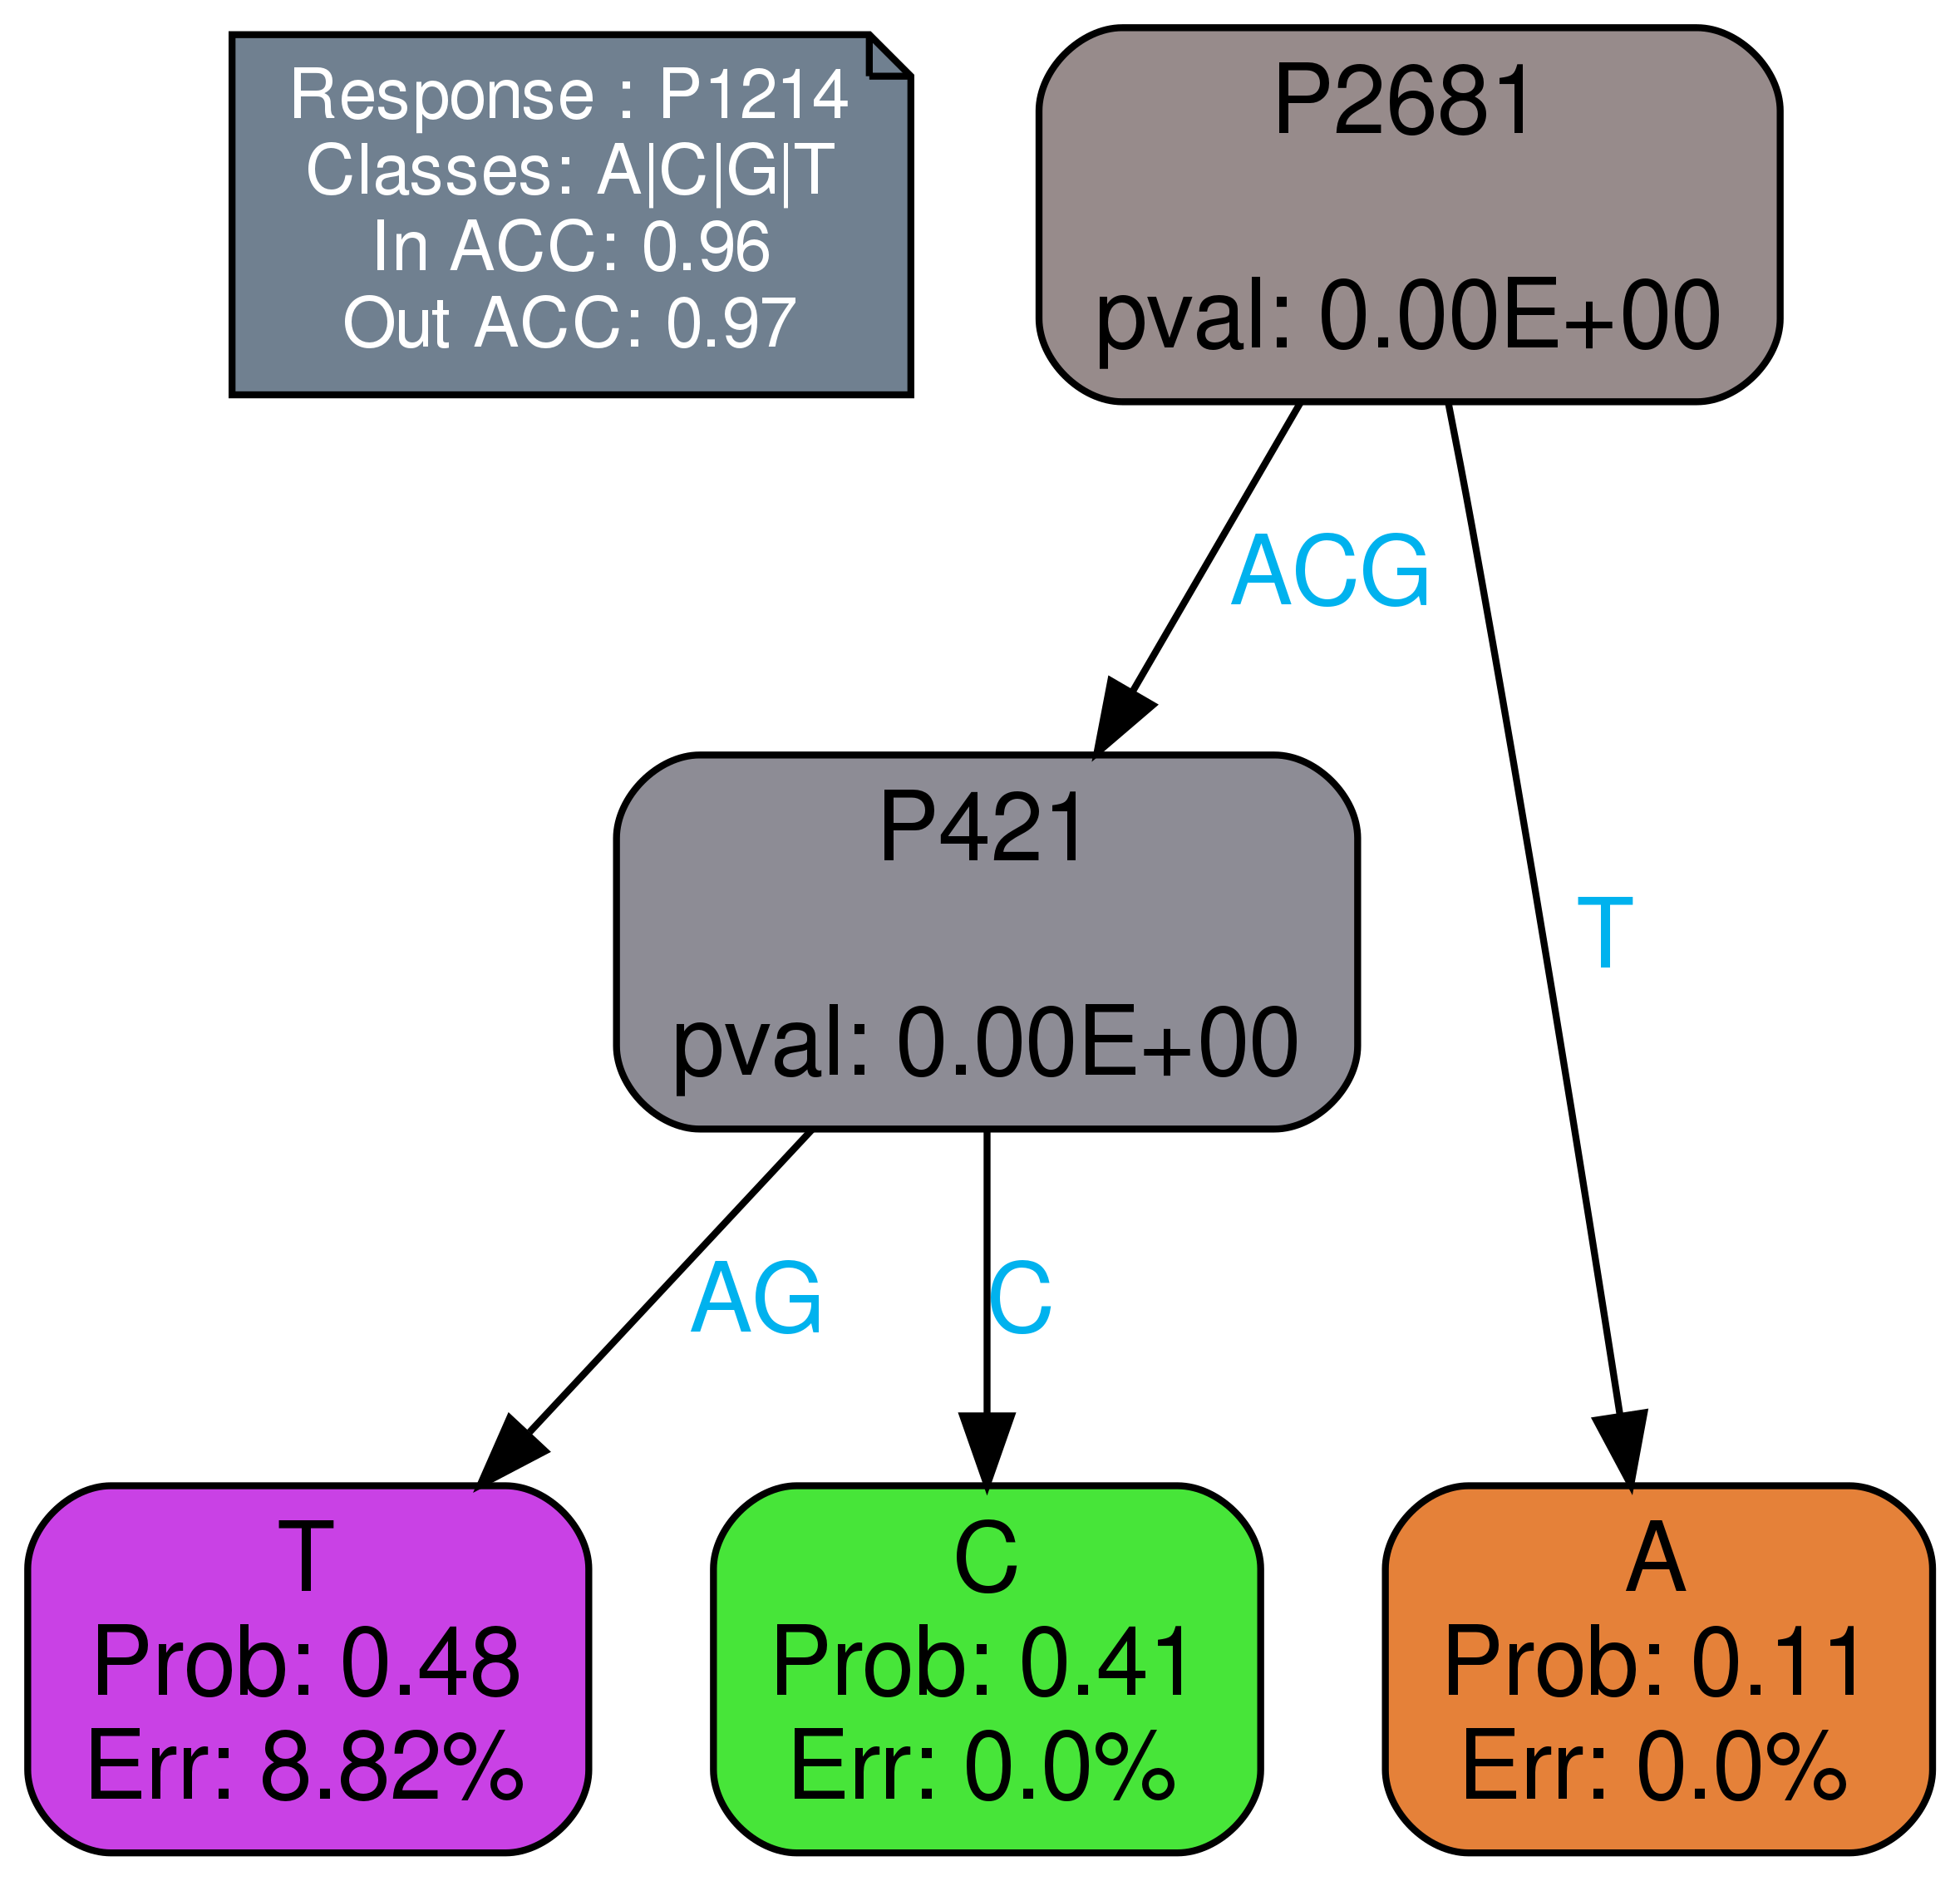 Response : P1214
Classes: A|C|G|T
In ACC: 0.96
Out ACC: 0.97
P2681
pval: 0.00E+00
ACG
P421
pval: 0.00E+00
T
AG
C
T
Prob: 0.48
Err: 8.82%
C
Prob: 0.41
Err: 0.0%
A
Prob: 0.11
Err: 0.0%